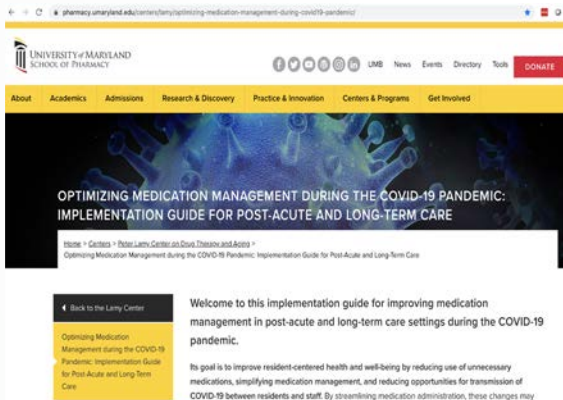 pharmacy.umaryland.edu/centers/lamy/optimizing-medication-management-during-covid19-pandemic/
UNIVERSITY of MARYLAND
SCHOOL OF PHARMACY
UMB News Events Directory Tools DONATE
About Academics Admissions Research & Discovery Practice & Innovation Centers & Programs Get Involved
OPTIMIZING MEDICATION MANAGEMENT DURING THE COVID-19 PANDEMIC:
IMPLEMENTATION GUIDE FOR POST-ACUTE AND LONG-TERM CARE
Home > Centers > Peter Lamy Center on Drug Therapy and Aging >
Optimizing Medication Management during the COVID-19 Pandemic: Implementation Guide for Post-Acute and Long-Term Care
Back to the Lamy Center
Optimizing Medication
Management during the COVID-19
Pandemic: Implementation Guide
for Post-Acute and Long-Term
Care
Welcome to this implementation guide for improving medication
management in post-acute and long-term care settings during the COVID-19
pandemic.
Its goal is to improve resident-centered health and well-being by reducing use of unnecessary
medications, simplifying medication management, and reducing opportunities for transmission of
COVID-19 between residents and staff. By streamlining medication administration, these changes may